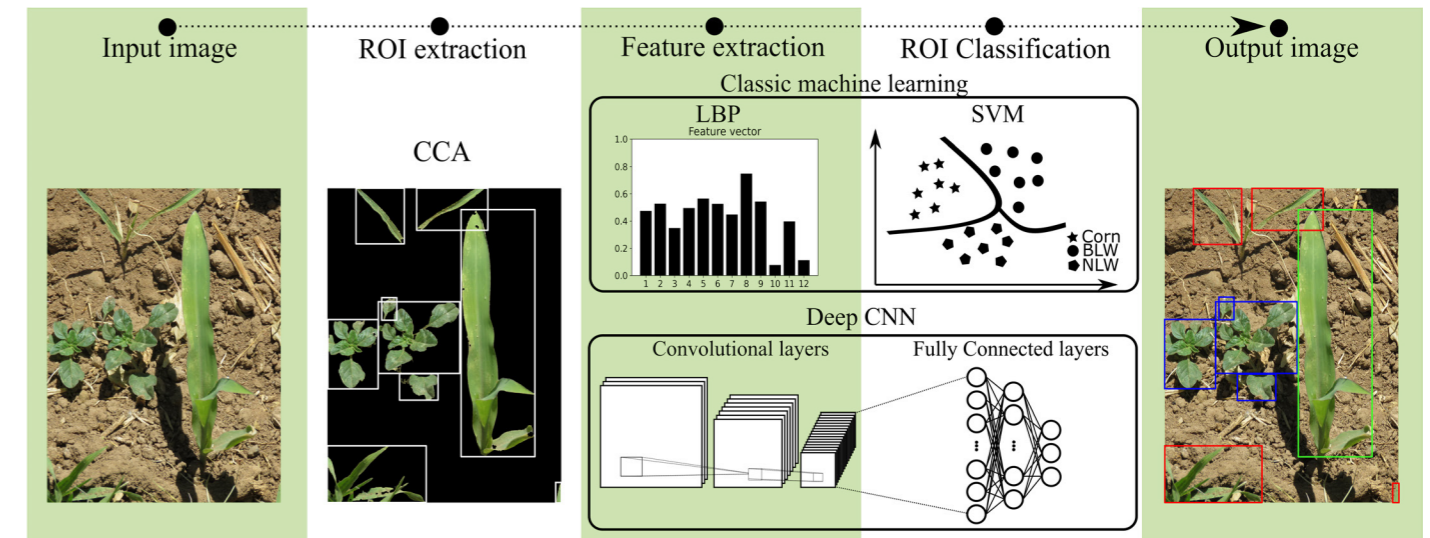 Input image
ROI extraction
Feature extraction
ROI Classification
Output image
Classic machine learning
CCA
LBP
Feature vector
1.0
0.8
0.6
0.4
0.2
0.0
1 2 3 4 5 6 7 8 9 10 11 12
SVM
Corn
BLW
NLW
Deep CNN
Convolutional layers
Fully Connected layers